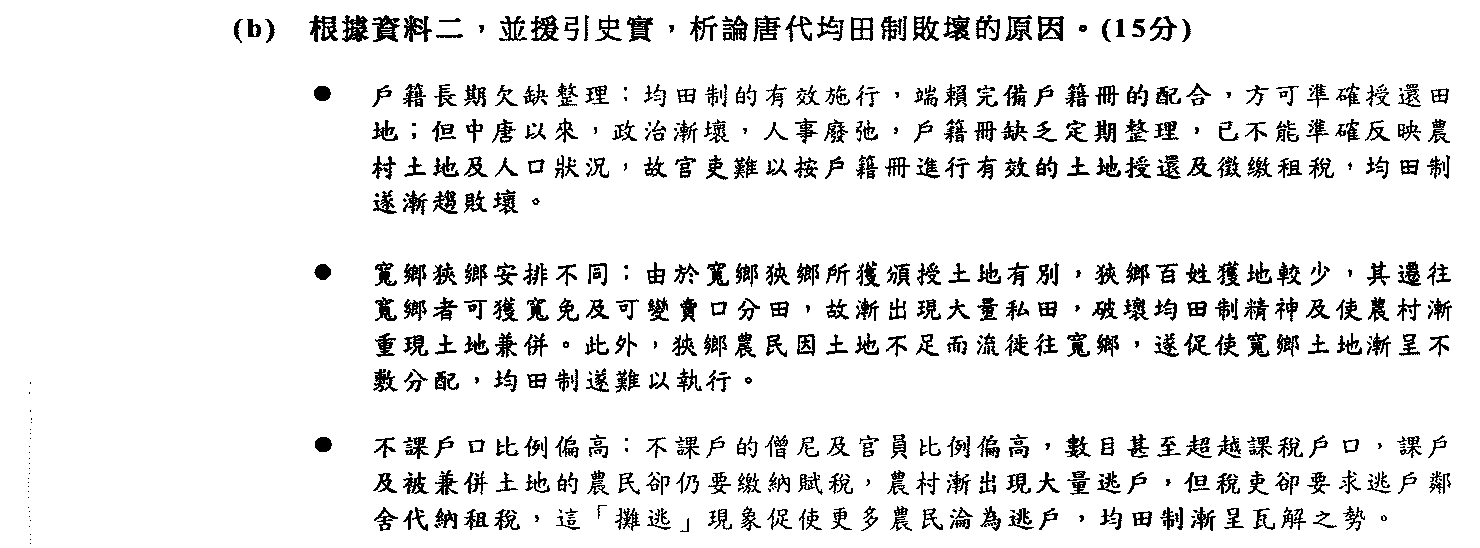 (b) 根據資料二，並援引史實，析論唐代均田制敗壞的原因。(15分)
● 戶籍長期欠缺整理：均田制的有效施行，端賴完備戶籍冊的配合，方可準確授還田
地；但中唐以來，政治漸壞，人事廢弛，戶籍冊缺乏定期整理，已不能準確反映農
村土地及人口狀況，故官吏難以按戶籍冊進行有效的土地授還及徵繳租稅，均田制
遂漸趨敗壞。
● 寬鄉狹鄉安排不同：由於寬鄉狹鄉所獲頒授土地有別，狹鄉百姓獲地較少，其遷往
寬鄉者可獲寬免及可變賣口分田，故漸出現大量私田，破壞均田制精神及使農村漸
重現土地兼併。此外，狹鄉農民因土地不足而流徙往寬鄉，遂促使寬鄉土地漸呈不
敷分配，均田制遂難以執行。
● 不課戶口比例偏高：不課戶的僧尼及官員比例偏高，數目甚至超越課稅戶口，課戶
及被兼併土地的農民卻仍要繳納賦稅，農村漸出現大量逃戶，但稅吏卻要求逃戶鄰
舍代納租稅，這「攤逃」現象促使更多農民淪為逃戶，均田制漸呈瓦解之勢。